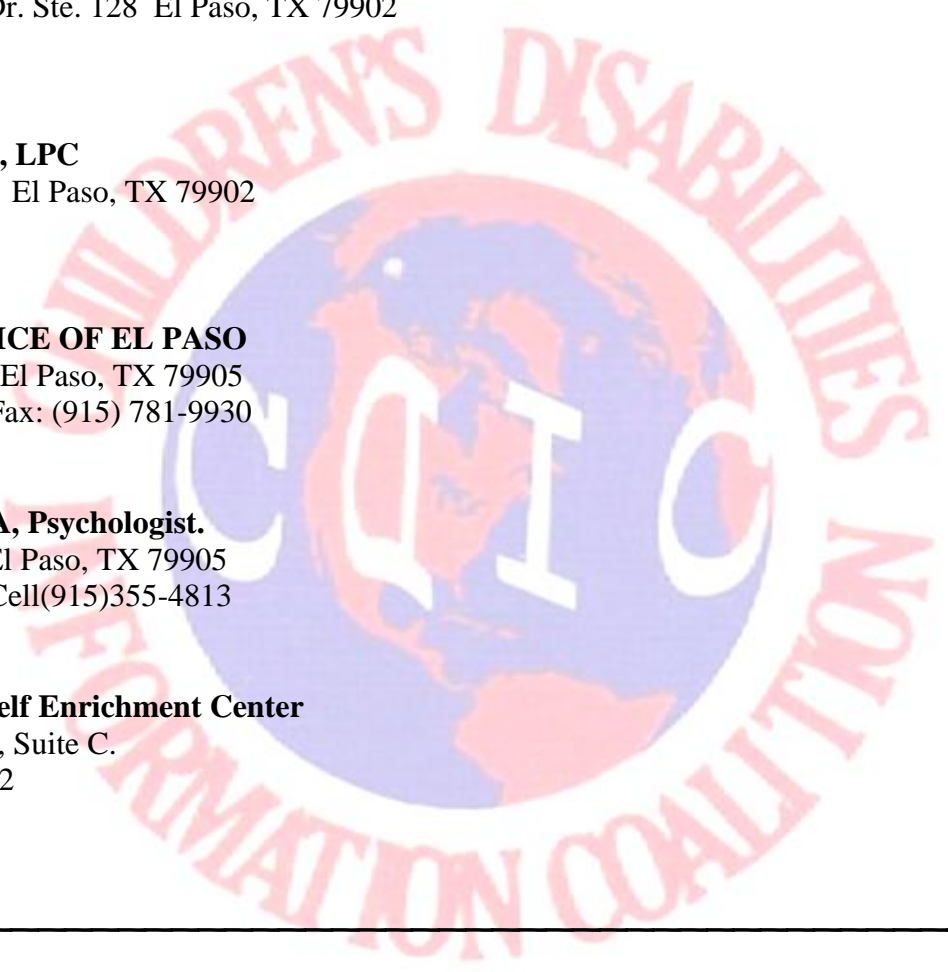 Dr. Ste. 128 El Paso, TX 79902
, LPC
El Paso, TX 79902
ICE OF EL PASO
El Paso, TX 79905
Fax: (915) 781-9930
A, Psychologist.
El Paso, TX 79905
Cell(915)355-4813
elf Enrichment Center
, Suite C.
2
CHILDREN'S DISABILITIES
INFORMATION COALITION
CQIC